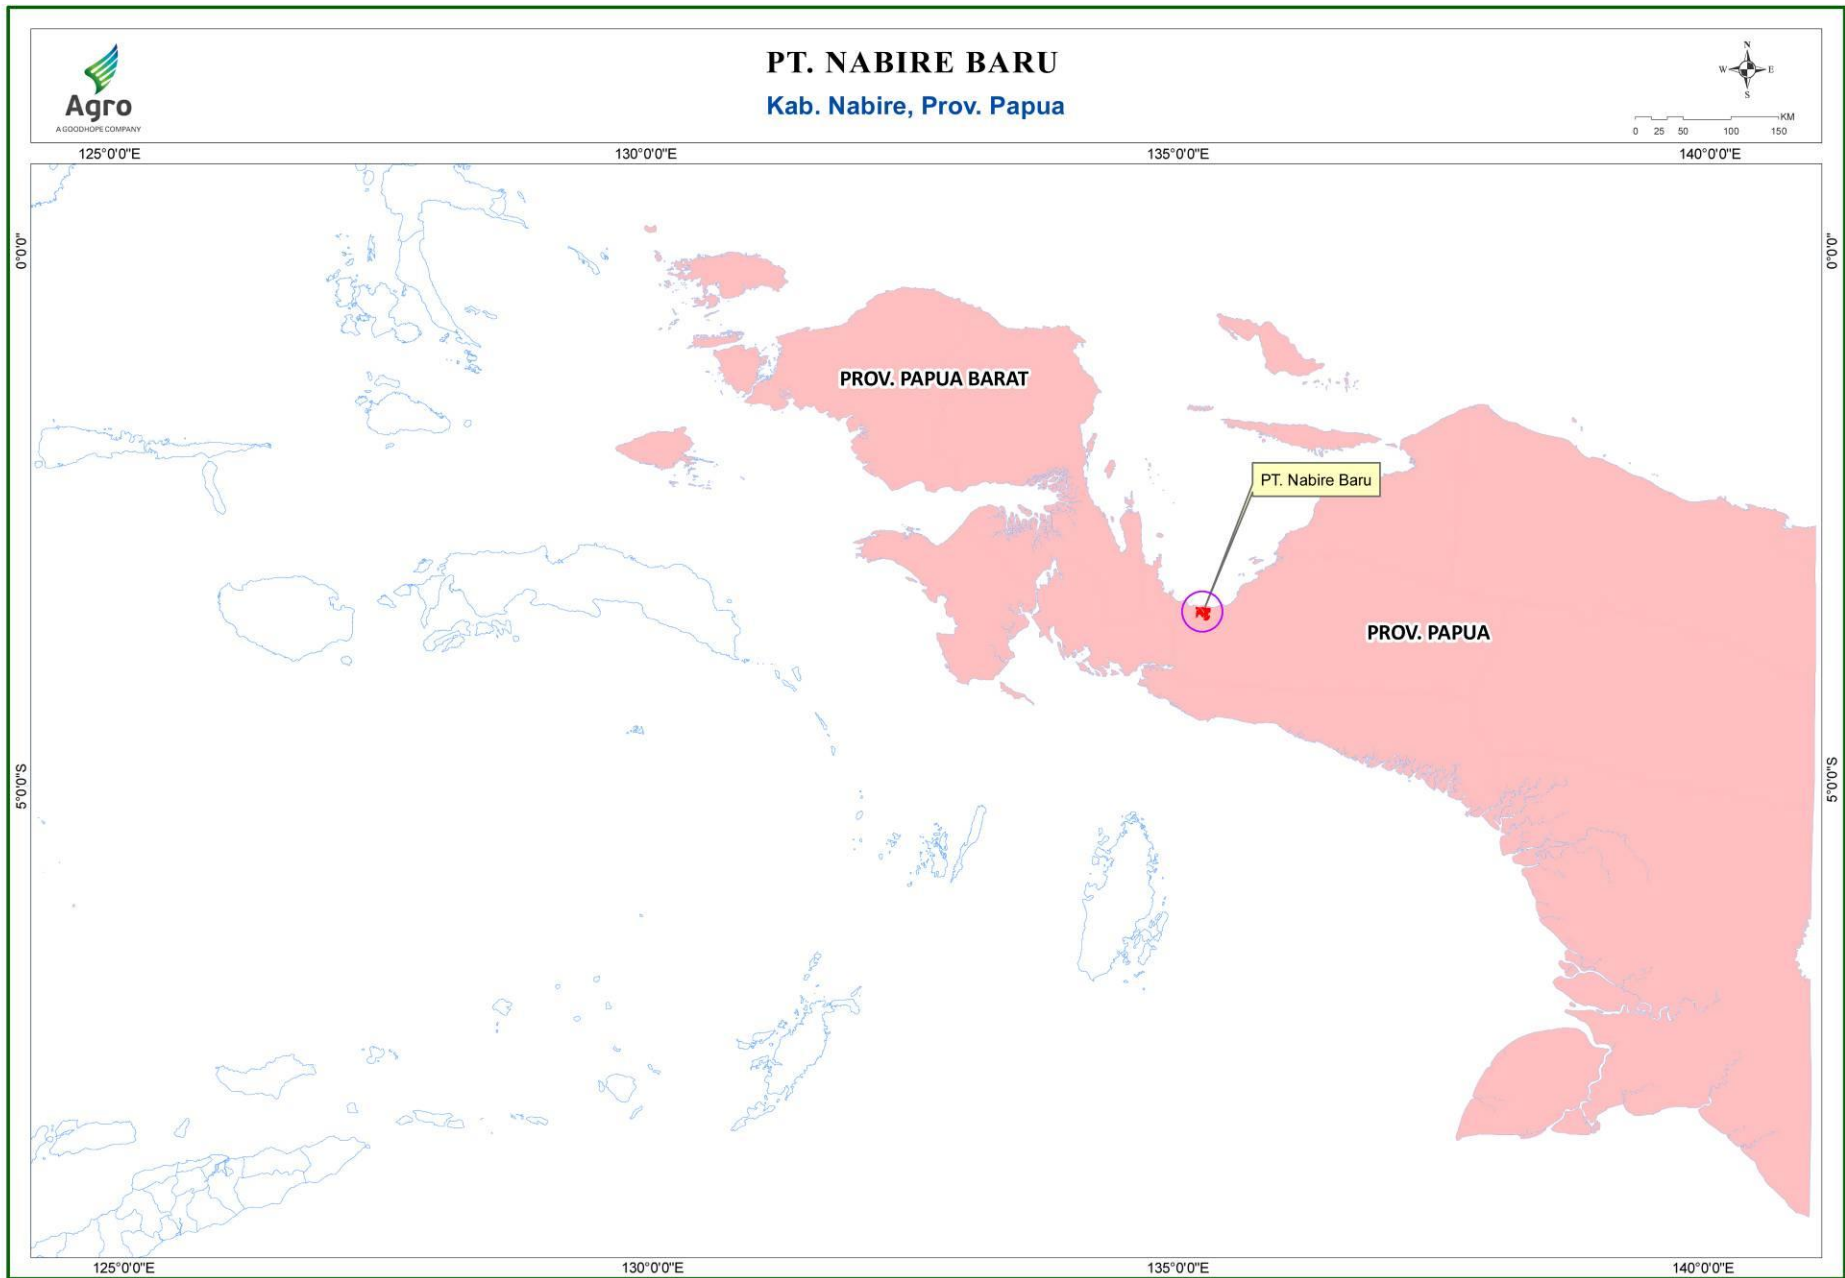 Agro
A GOODHOPE COMPANY
PT. NABIRE BARU
Kab. Nabire, Prov. Papua
N
W E
S
KM
0 25 50 100 150
125°0'0"E 130°0'0"E 135°0'0"E 140°0'0"E
0°0'0" 0°0'0"
PROV. PAPUA BARAT
PT. Nabire Baru
PROV. PAPUA
5°0'0"S 5°0'0"S
125°0'0"E 130°0'0"E 135°0'0"E 140°0'0"E